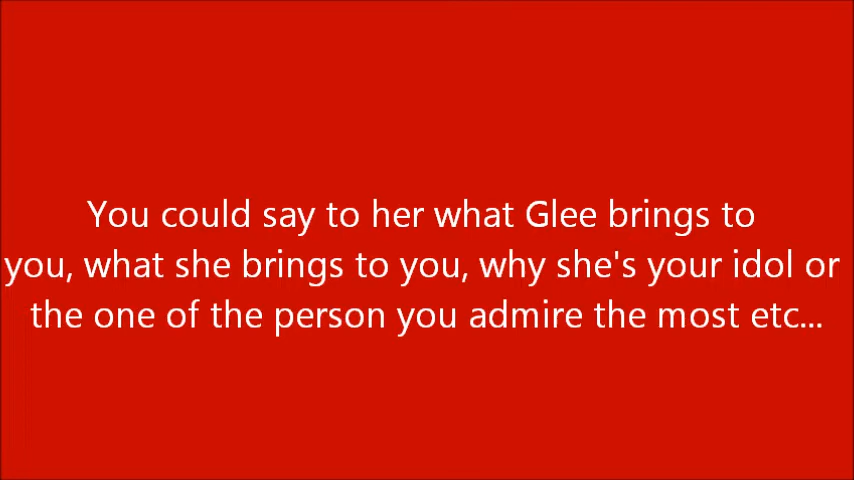 You could say to her what Glee brings to
you, what she brings to you, why she's your idol or
the one of the person you admire the most etc...